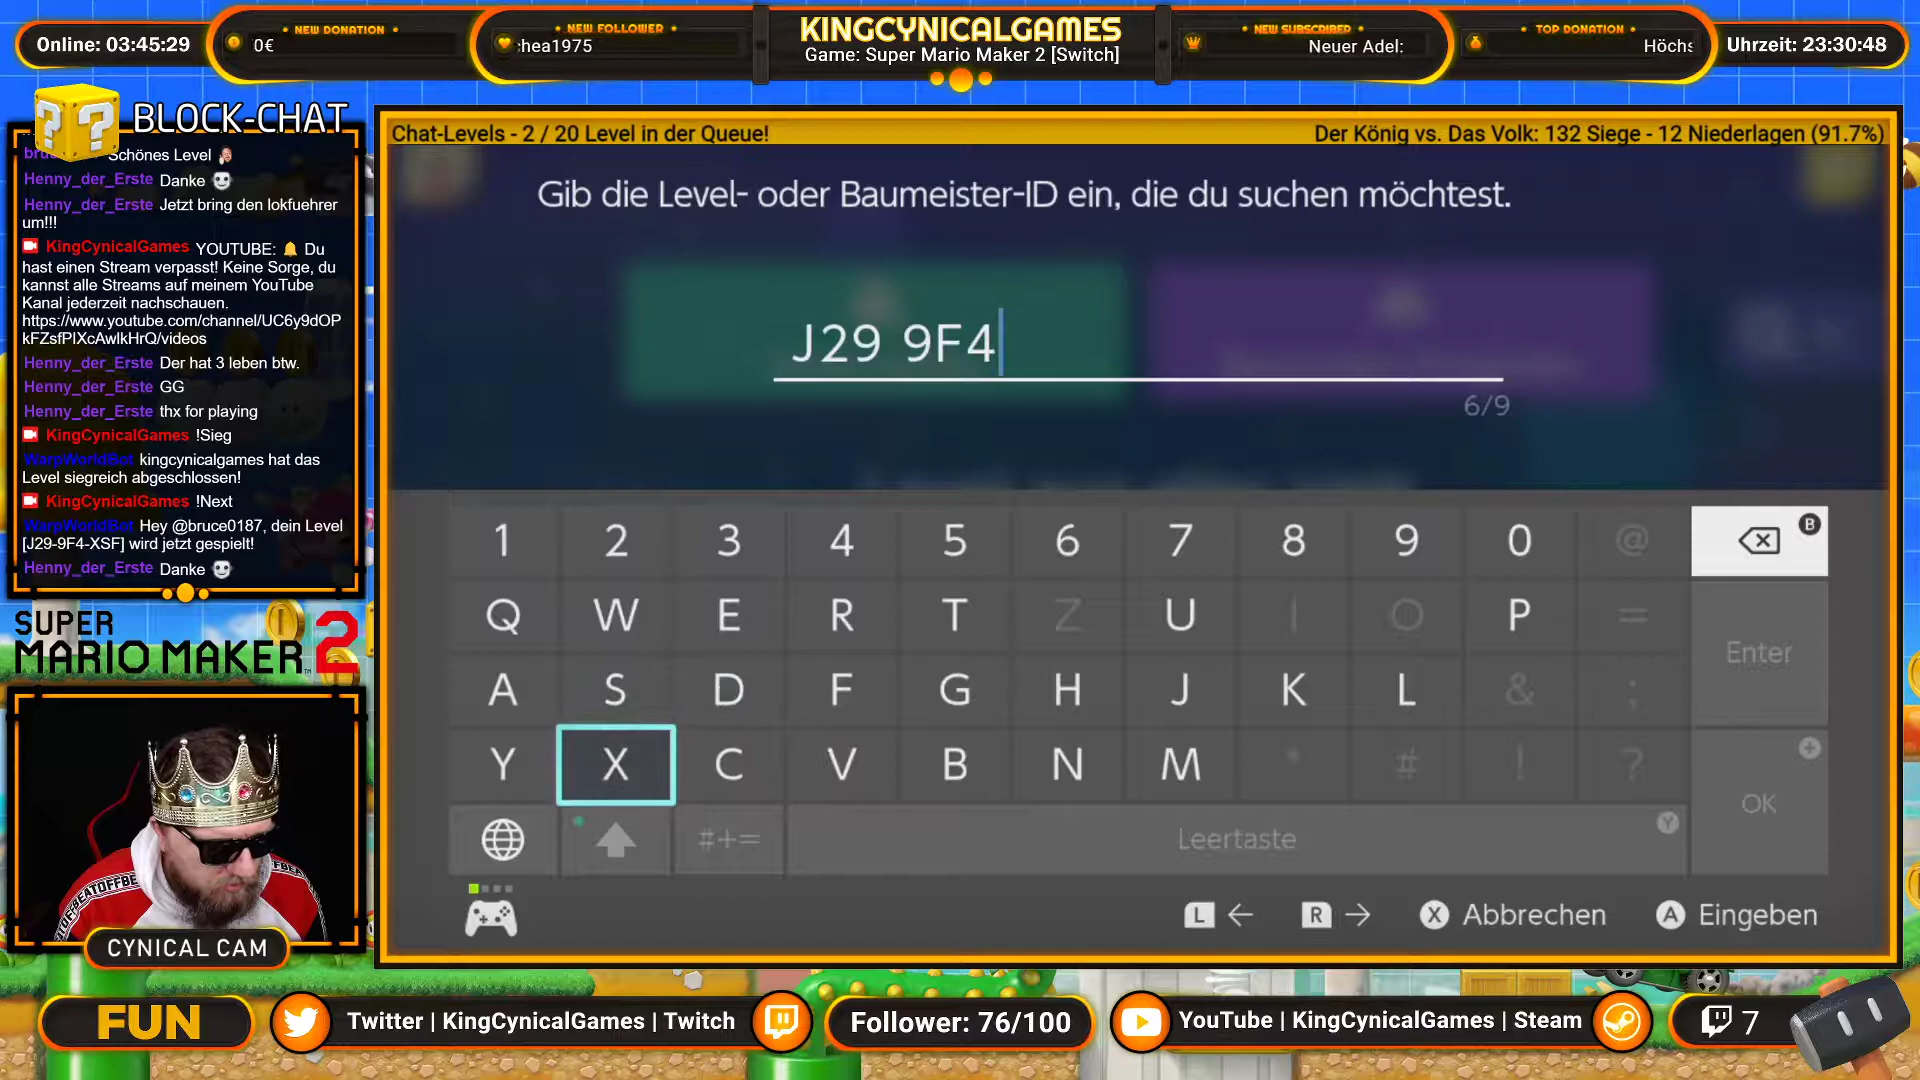 Online: 03:45:29
NEW DONATION
0€
NEW FOLLOWER
hea1975
KINGCYNICALGAMES
Game: Super Mario Maker 2 [Switch]
NEW SUBSCRIBER
Neuer Adel:
TOP DONATION
Uhrzeit: 23:30:48
BLOCK-CHAT
Schönes Level
Henny_der_Erste Danke
Henny_der_Erste Jetzt bring den lokfuehrer
um!!!
KingCynicalGames YOUTUBE: 🔔 Du
hast einen Stream verpasst! Keine Sorge, du
kannst alle Streams auf meinem YouTube
Kanal jederzeit nachschauen.
https://www.youtube.com/channel/UC6y9dOP
kFZsfPIXcAwlkHrQ/videos
Henny_der_Erste Der hat 3 leben btw.
Henny_der_Erste GG
Henny_der_Erste thx for playing
KingCynicalGames !Sieg
WarpWorldBot kingcynicalgames hat das
Level siegreich abgeschlossen!
KingCynicalGames !Next
WarpWorldBot Hey @bruce0187, dein Level
[J29-9F4-XSF] wird jetzt gespielt!
Henny_der_Erste Danke
SUPER
MARIO MAKER 2
CYNICAL CAM
Chat-Levels - 2 / 20 Level in der Queue!
Der König vs. Das Volk: 132 Siege - 12 Niederlagen (91.7%)
Gib die Level- oder Baumeister-ID ein, die du suchen möchtest.
J29 9F4
6/9
1 2 3 4 5 6 7 8 9 0 @ B
Q W E R T Z U I O P = Enter
A S D F G H J K L & ;
Y X C V B N M * # ! ? OK
#+= Leertaste Y
L ← R → X Abbrechen A Eingeben
FUN
Twitter | KingCynicalGames | Twitch
Follower: 76/100
YouTube | KingCynicalGames | Steam
7